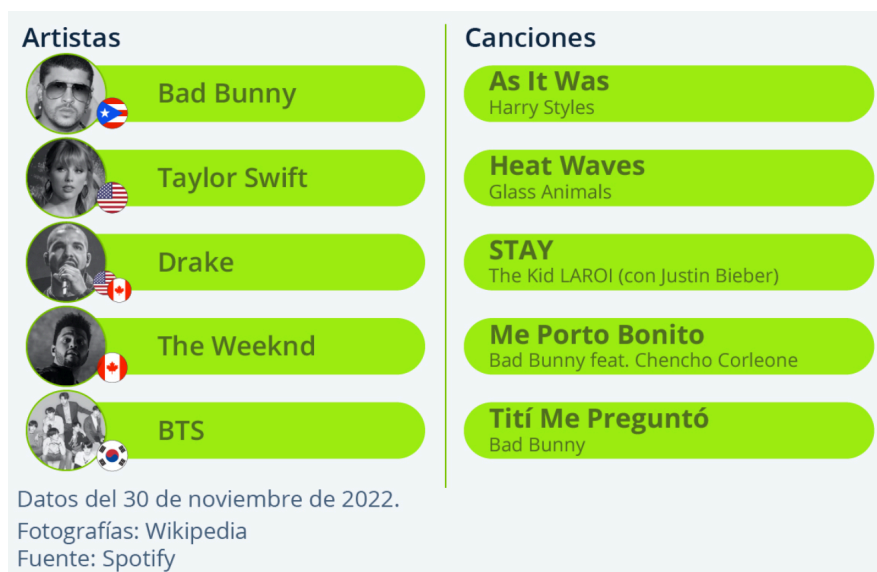 Artistas
Bad Bunny
Taylor Swift
Drake
The Weeknd
BTS
Canciones
As It Was
Harry Styles
Heat Waves
Glass Animals
STAY
The Kid LAROI (con Justin Bieber)
Me Porto Bonito
Bad Bunny feat. Chencho Corleone
Tití Me Preguntó
Bad Bunny
Datos del 30 de noviembre de 2022.
Fotografías: Wikipedia
Fuente: Spotify